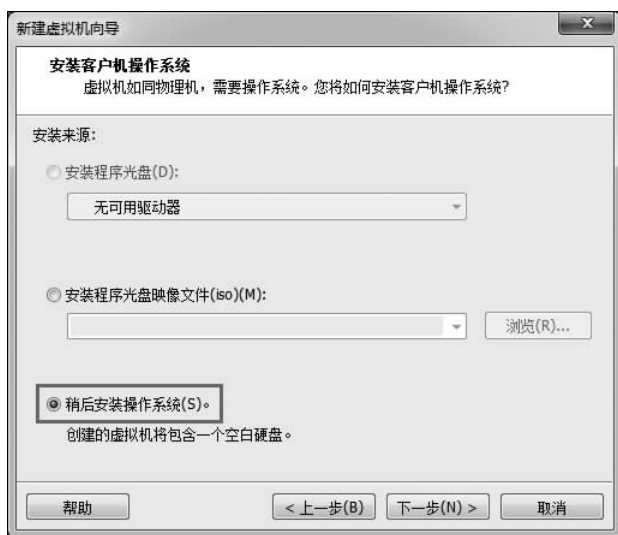 新建虚拟机向导
安装客户机操作系统
虚拟机如同物理机，需要操作系统。您将如何安装客户机操作系统?
安装来源:
安装程序光盘(D):
无可用驱动器
安装程序光盘映像文件(iso)(M):
浏览(R)...
稍后安装操作系统(S)。
创建的虚拟机将包含一个空白硬盘。
帮助
< 上一步(B)
下一步(N) >
取消